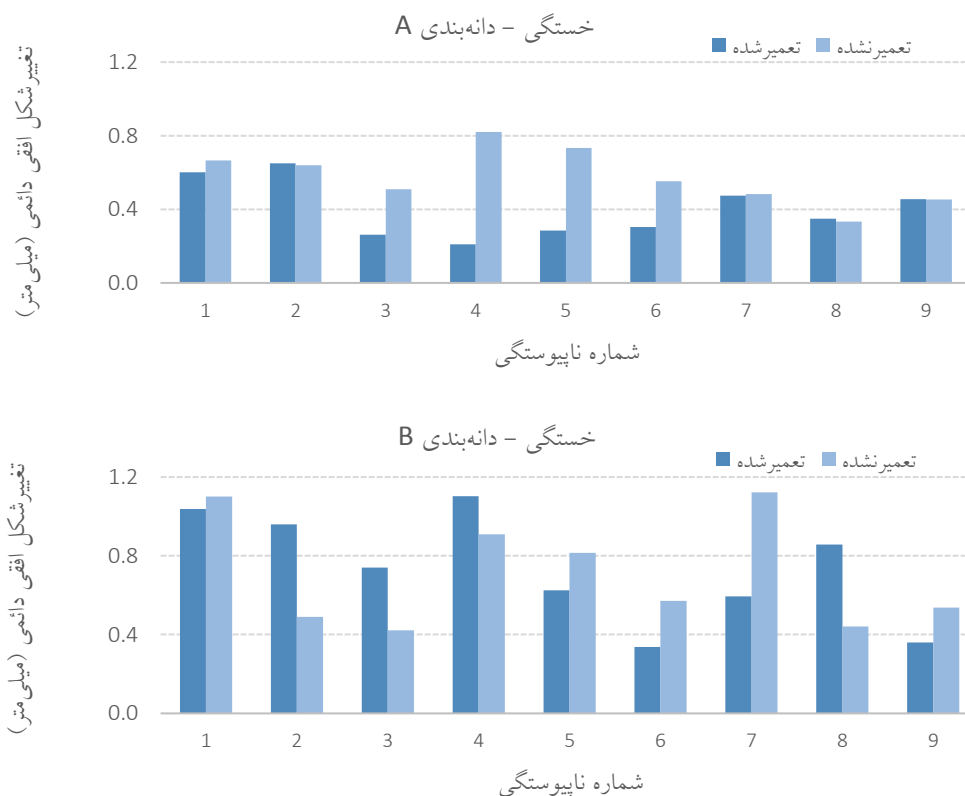 خستگی - دانه‌بندی A
تعمیرشده تعمیرنشده
تغییرشکل افقی دائمی (میلی‌متر)
1.2
0.8
0.4
0.0
1 2 3 4 5 6 7 8 9
شماره ناپیوستگی
خستگی - دانه‌بندی B
تعمیرشده تعمیرنشده
تغییرشکل افقی دائمی (میلی‌متر)
1.2
0.8
0.4
0.0
1 2 3 4 5 6 7 8 9
شماره ناپیوستگی